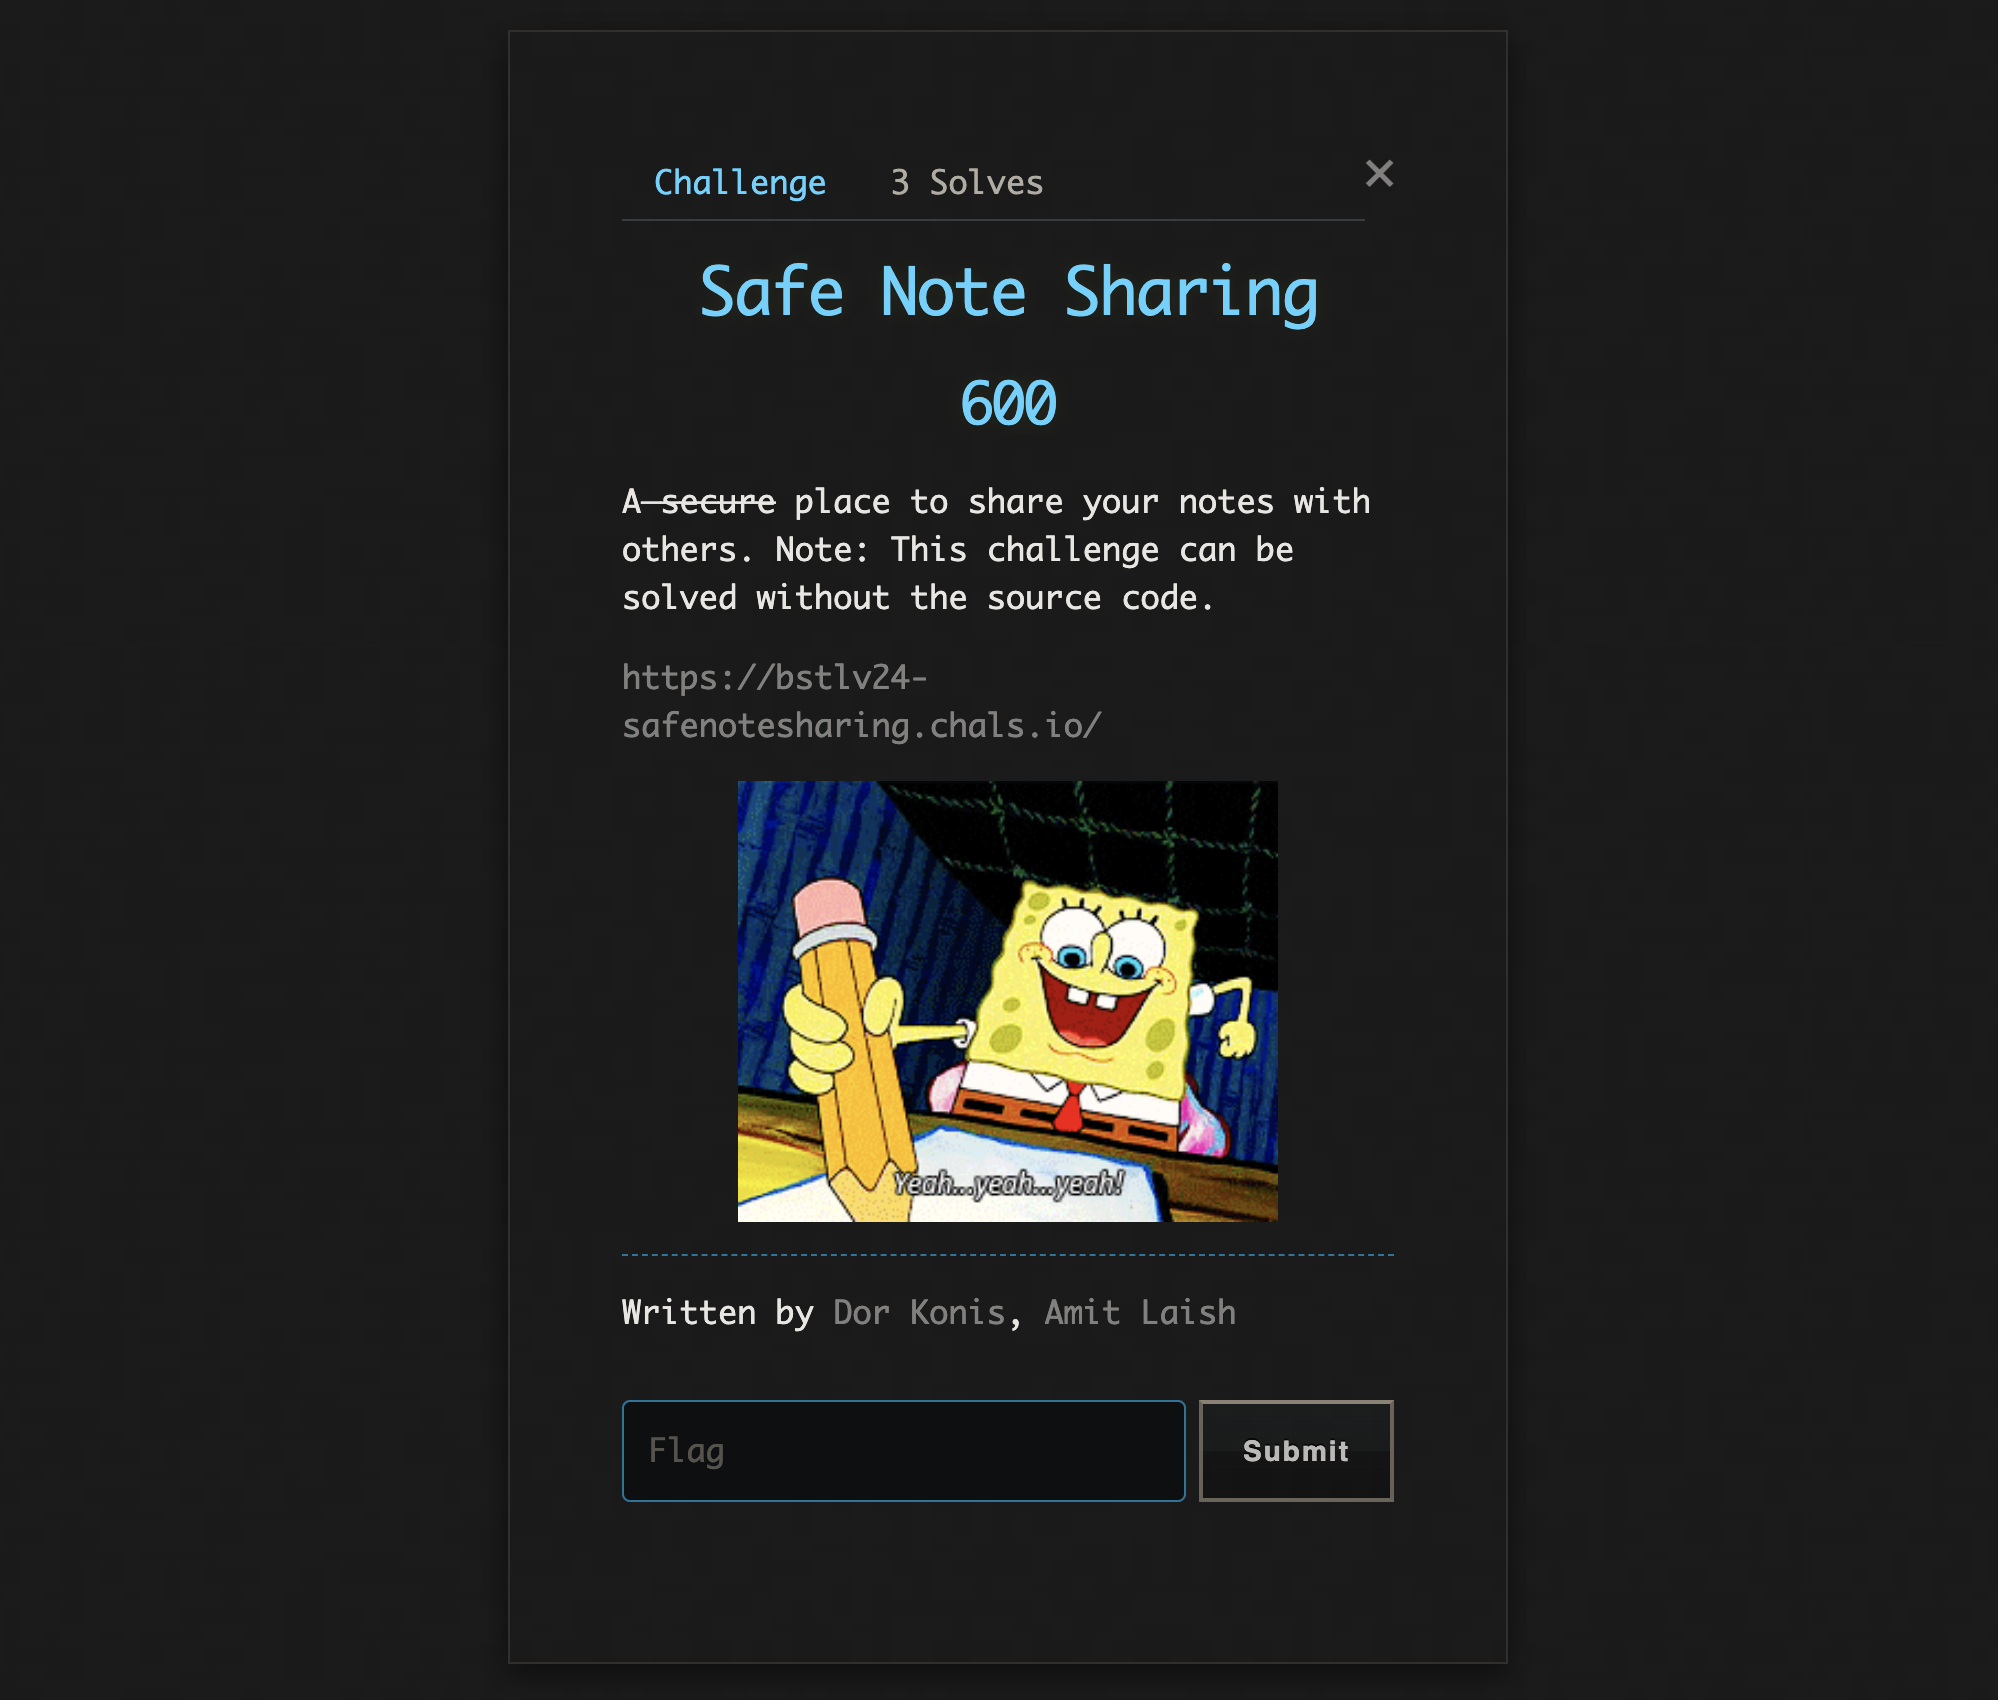 Challenge 3 Solves ×
Safe Note Sharing
600
A secure place to share your notes with
others. Note: This challenge can be
solved without the source code.
https://bstlv24-
safenotesharing.chals.io/
Yeah...yeah...yeah!
Written by Dor Konis, Amit Laish
Flag Submit